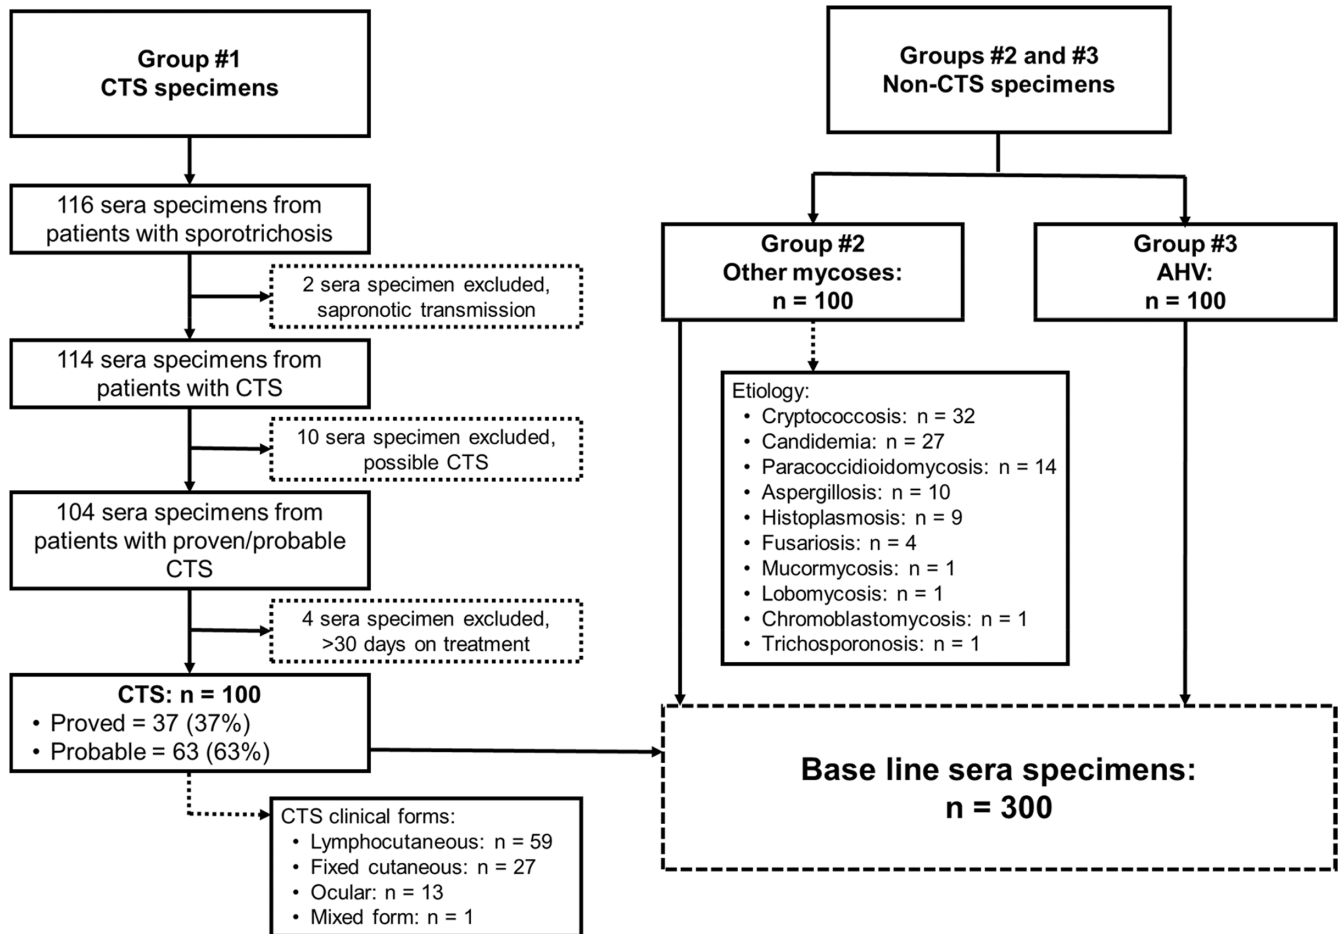 Group #1
CTS specimens
116 sera specimens from
patients with sporotrichosis
2 sera specimen excluded,
sapronotic transmission
114 sera specimens from
patients with CTS
10 sera specimen excluded,
possible CTS
104 sera specimens from
patients with proven/probable
CTS
4 sera specimen excluded,
>30 days on treatment
CTS: n = 100
• Proved = 37 (37%)
• Probable = 63 (63%)
CTS clinical forms:
• Lymphocutaneous: n = 59
• Fixed cutaneous: n = 27
• Ocular: n = 13
• Mixed form: n = 1
Groups #2 and #3
Non-CTS specimens
Group #2
Other mycoses:
n = 100
Group #3
AHV:
n = 100
Etiology:
• Cryptococcosis: n = 32
• Candidemia: n = 27
• Paracoccidioidomycosis: n = 14
• Aspergillosis: n = 10
• Histoplasmosis: n = 9
• Fusariosis: n = 4
• Mucormycosis: n = 1
• Lobomycosis: n = 1
• Chromoblastomycosis: n = 1
• Trichosporonosis: n = 1
Base line sera specimens:
n = 300